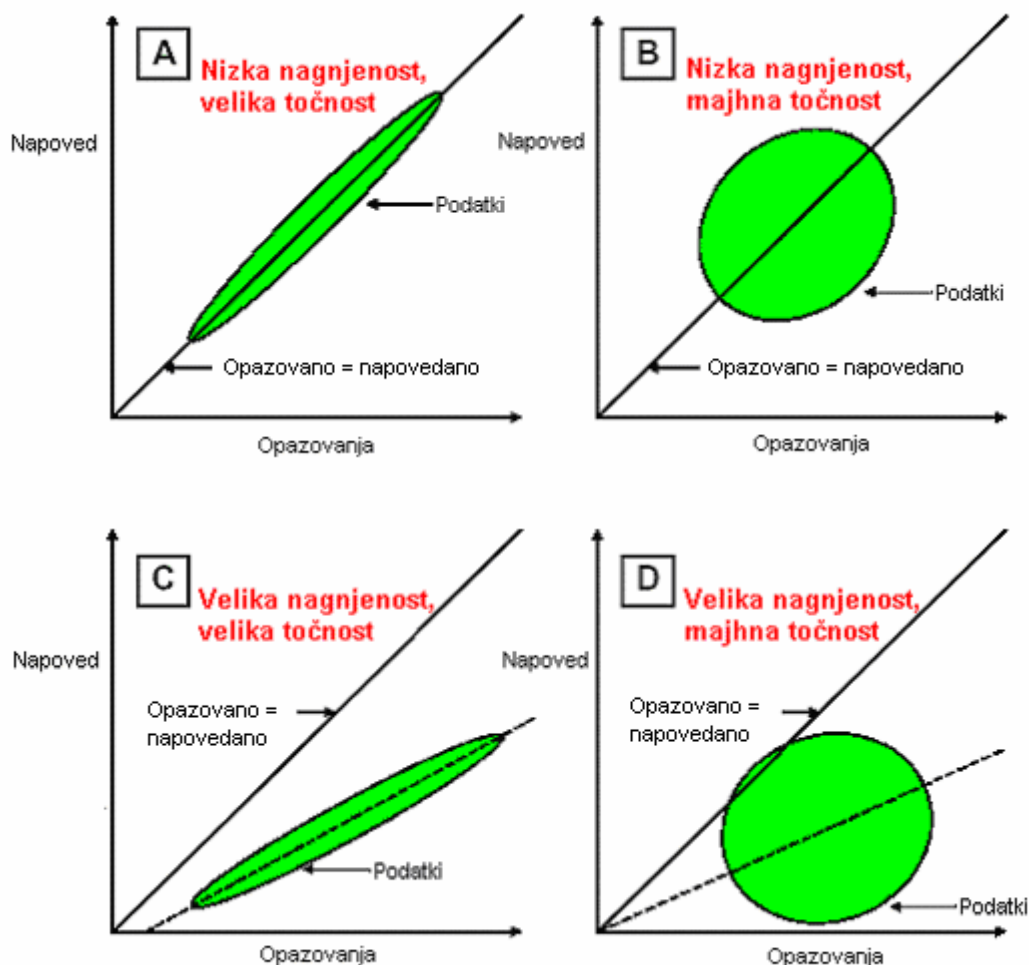 A
Nizka nagnjenost,
velika točnost
Napoved
Podatki
Opazovano = napovedano
Opazovanja
B
Nizka nagnjenost,
majhna točnost
Napoved
Podatki
Opazovano = napovedano
Opazovanja
C
Velika nagnjenost,
velika točnost
Napoved
Opazovano =
napovedano
Podatki
Opazovanja
D
Velika nagnjenost,
majhna točnost
Napoved
Opazovano =
napovedano
Podatki
Opazovanja